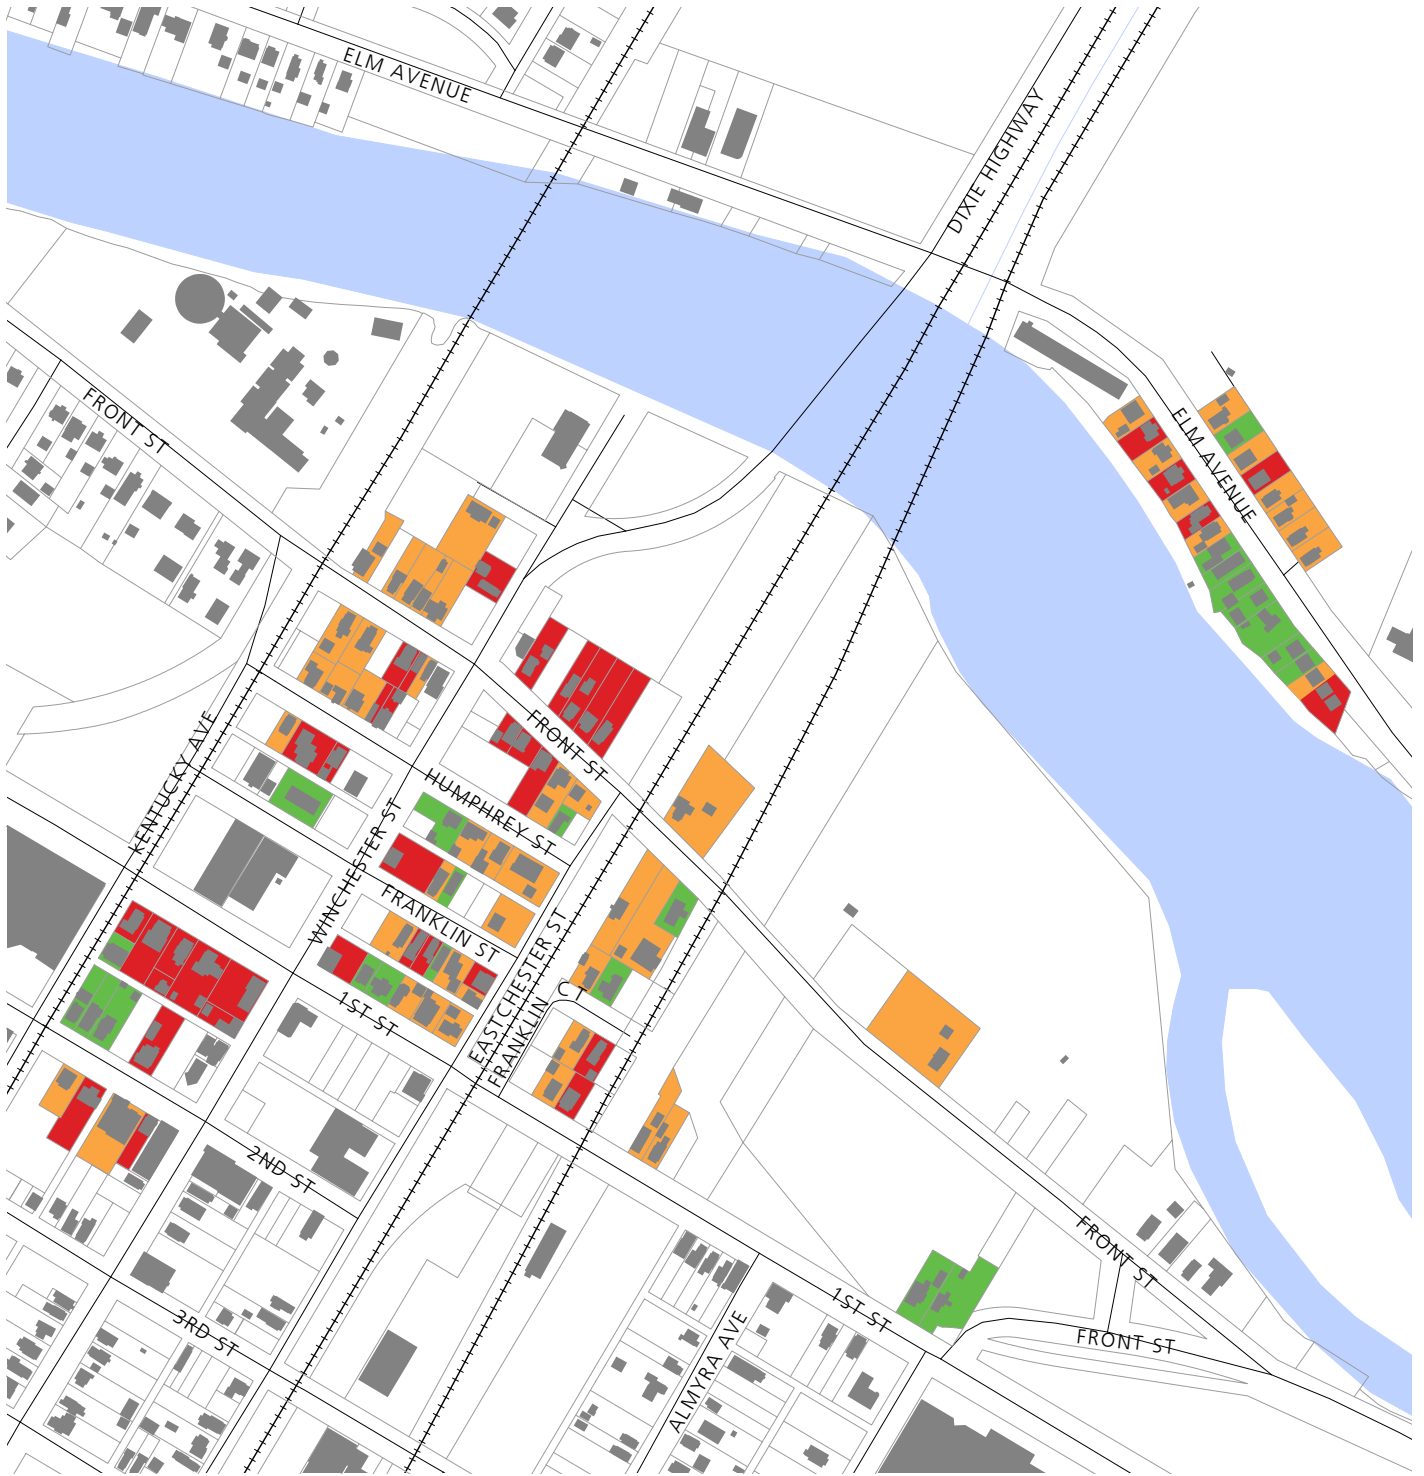 ELM AVENUE
DIXIE HIGHWAY
FRONT ST
ELM AVENUE
KENTUCKY AVE
FRONT ST
HUMPHREY ST
WINCHESTER ST
FRANKLIN ST
EASTCHESTER ST
FRANKLIN CT
1ST ST
2ND ST
FRONT ST
3RD ST
ALMYRA AVE
1ST ST
FRONT ST